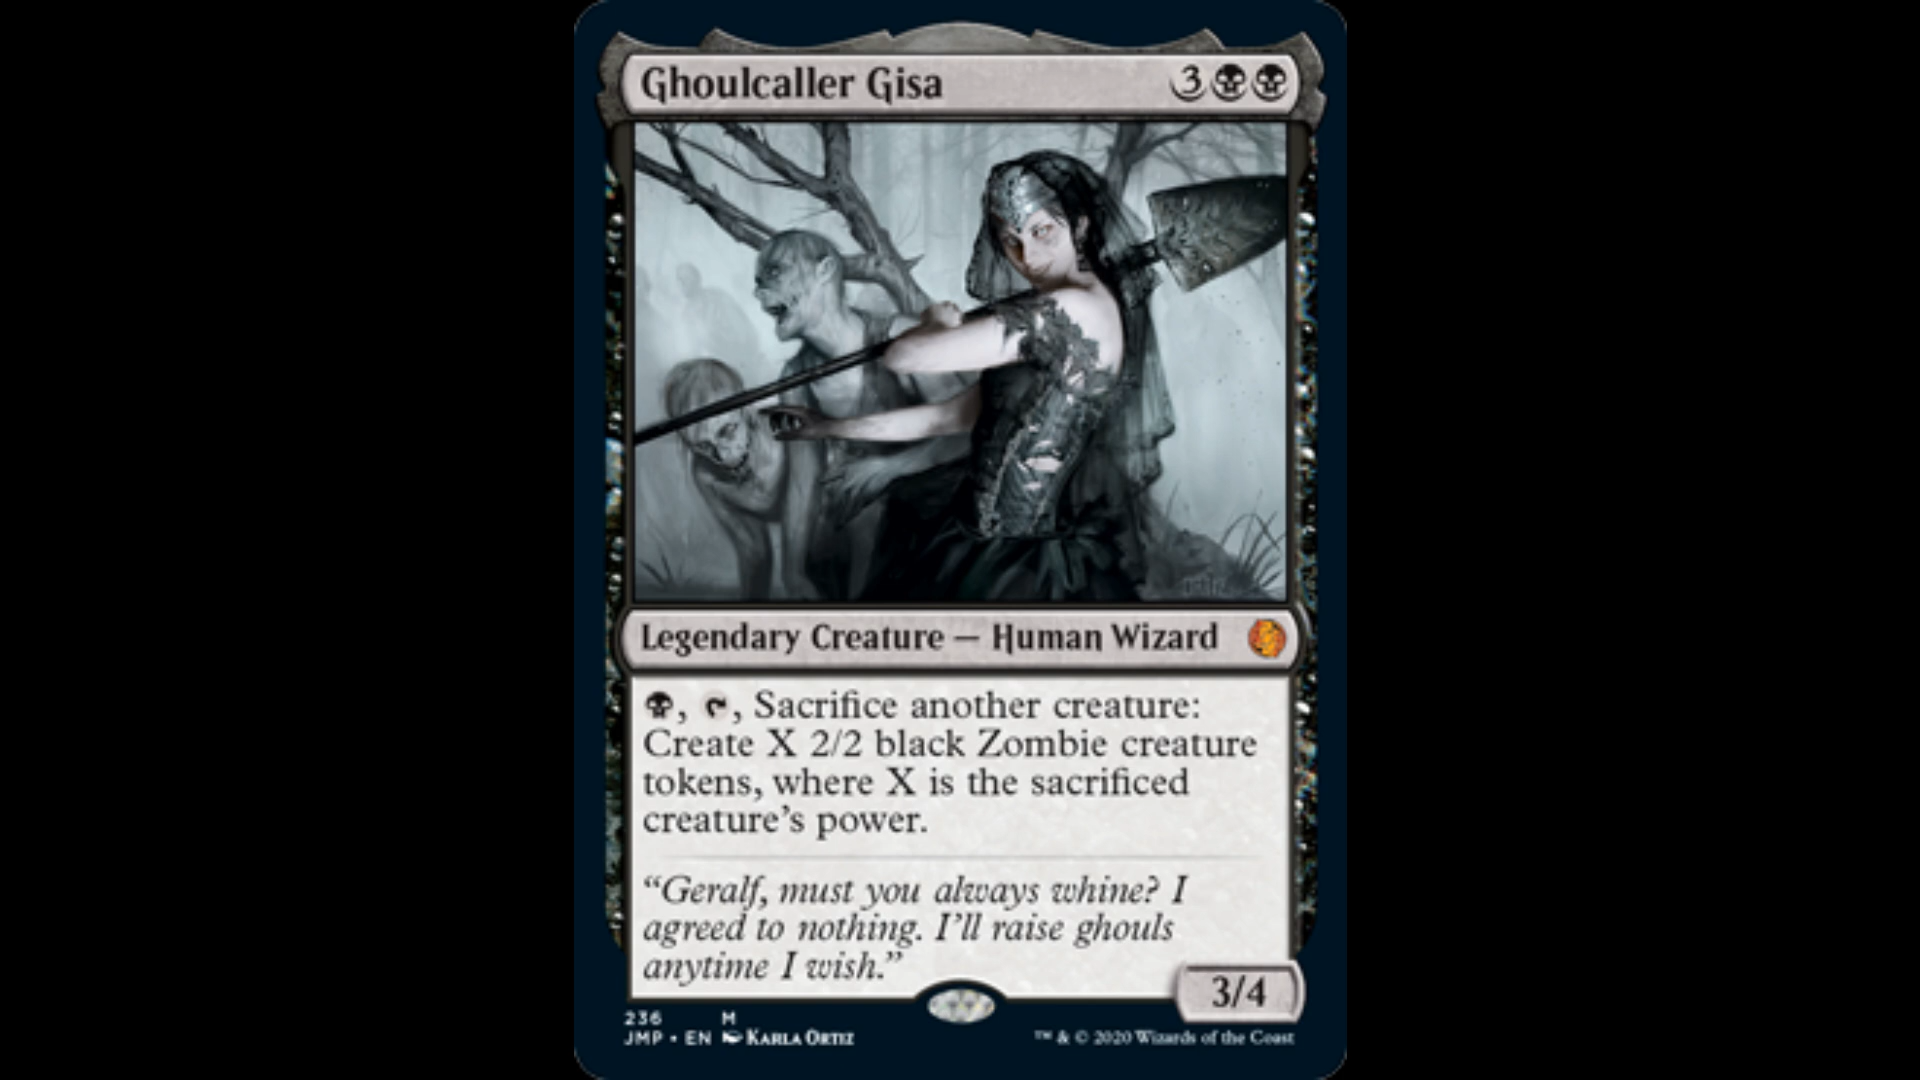 Ghoulcaller Gisa 3
Legendary Creature — Human Wizard
, , Sacrifice another creature:
Create X 2/2 black Zombie creature
tokens, where X is the sacrificed
creature's power.
“Geralf, must you always whine? I
agreed to nothing. I'll raise ghouls
anytime I wish.”
3/4
236 M
JMP • EN KARLA ORTIZ
™ & © 2020 Wizards of the Coast